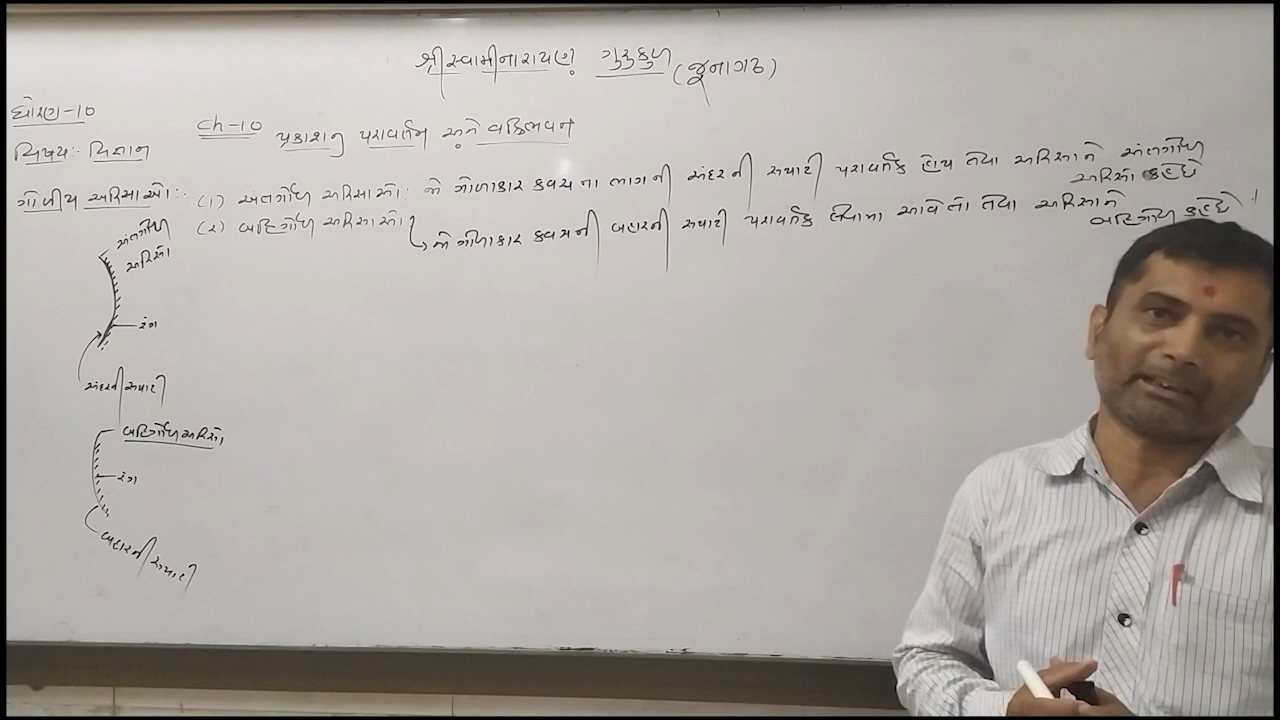 શ્રી સ્વામીનારાયણ ગુરુકુળ (જૂનાગઢ)
ધોરણ-10
વિષય:- વિજ્ઞાન
Ch-10 પ્રકાશનુ પરાવર્તન અને વક્રિભવન
ગોળીય અરિસાઓ:- (1) અંતર્ગોળ અરિસાઓ: જે ગોળાકાર કવચ ના ભાગની અંદરની સપાટી પરાવર્તક હોય તેવા અરિસાને અંતર્ગોળ
અરિસો કહે છે
(2) બહિર્ગોળ અરિસાઓ જે ગોળાકાર કવચની બહારની સપાટી પરાવર્તક લેવામા આવે તો તેવા અરિસાને
બહિર્ગોળ કહે છે
અંતર્ગોળ
અરિસો
રંગ
અંદરની સપાટી
બહિર્ગોળ અરિસો
રંગ
બહારની સપાટી